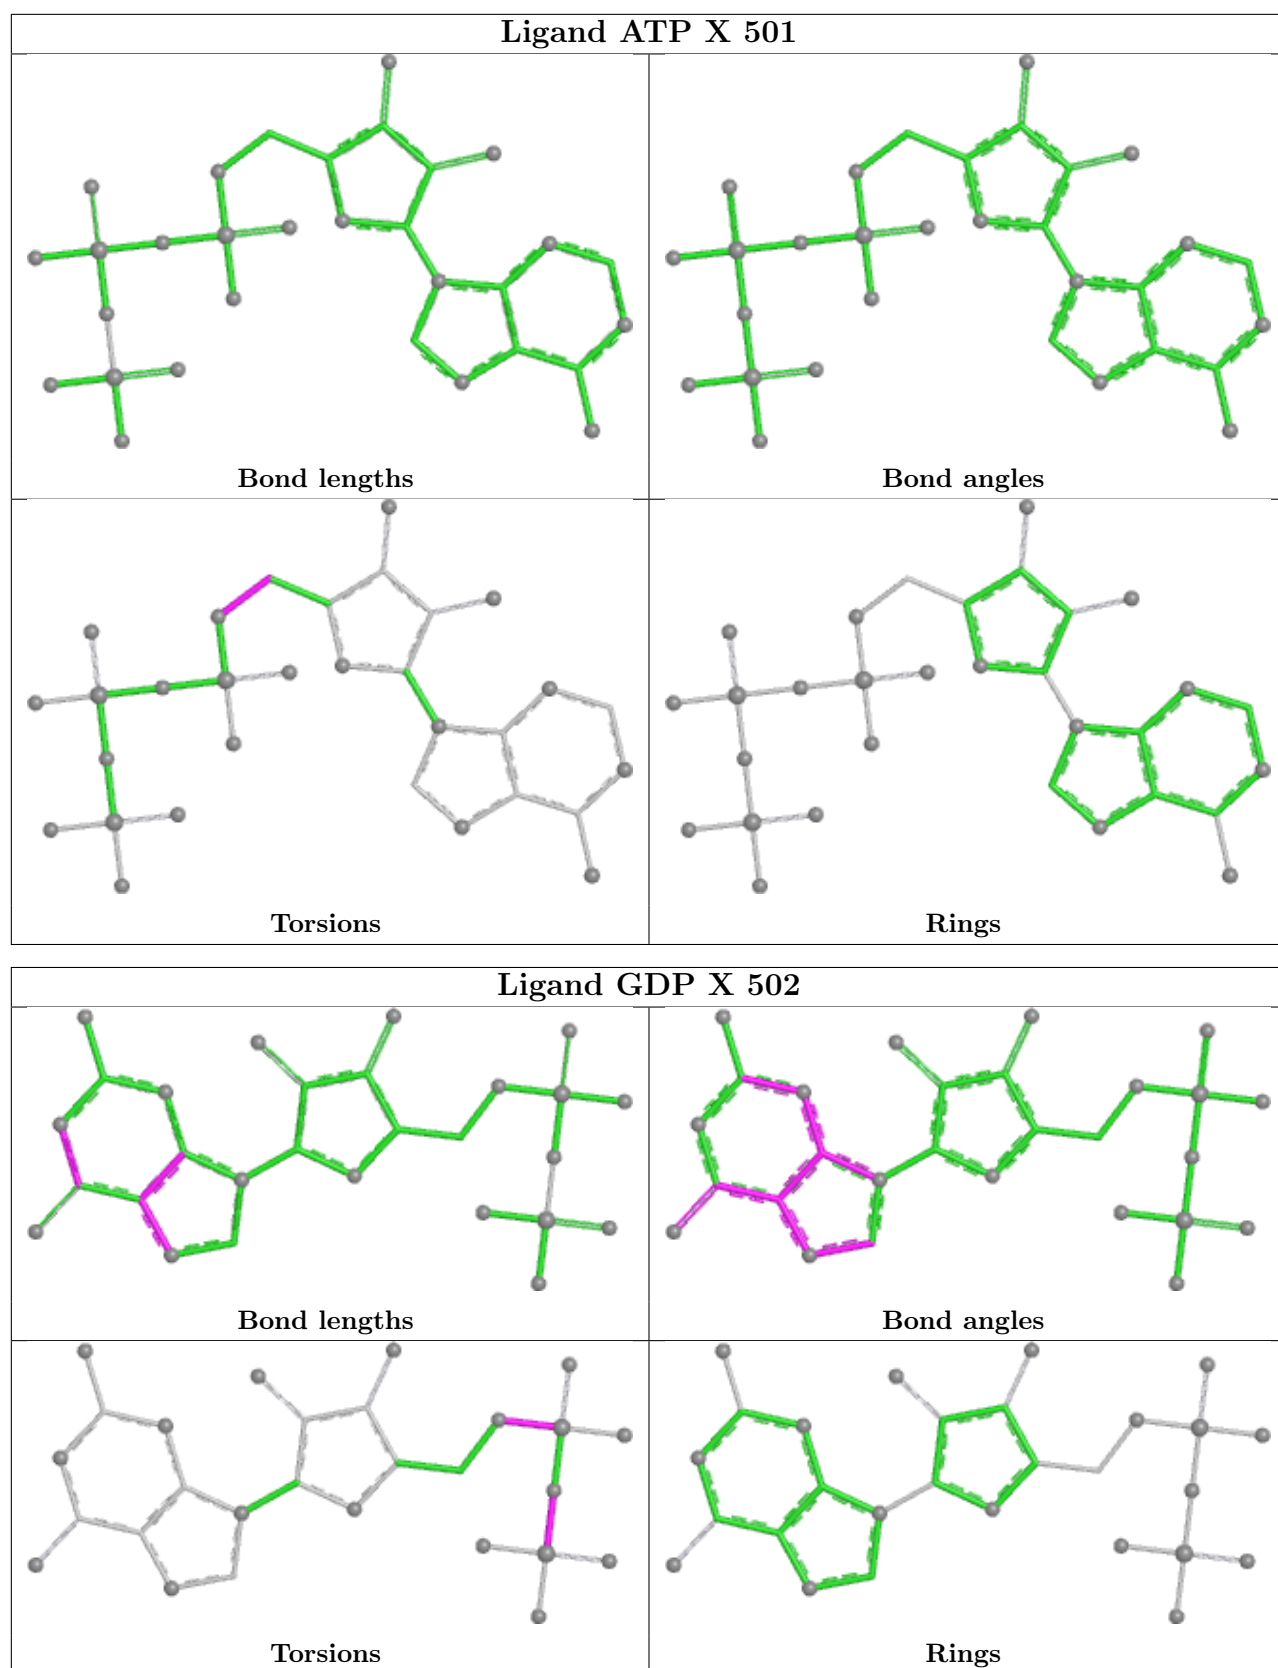 Ligand ATP X 501
Bond lengths
Bond angles
Torsions
Rings
Ligand GDP X 502
Bond lengths
Bond angles
Torsions
Rings